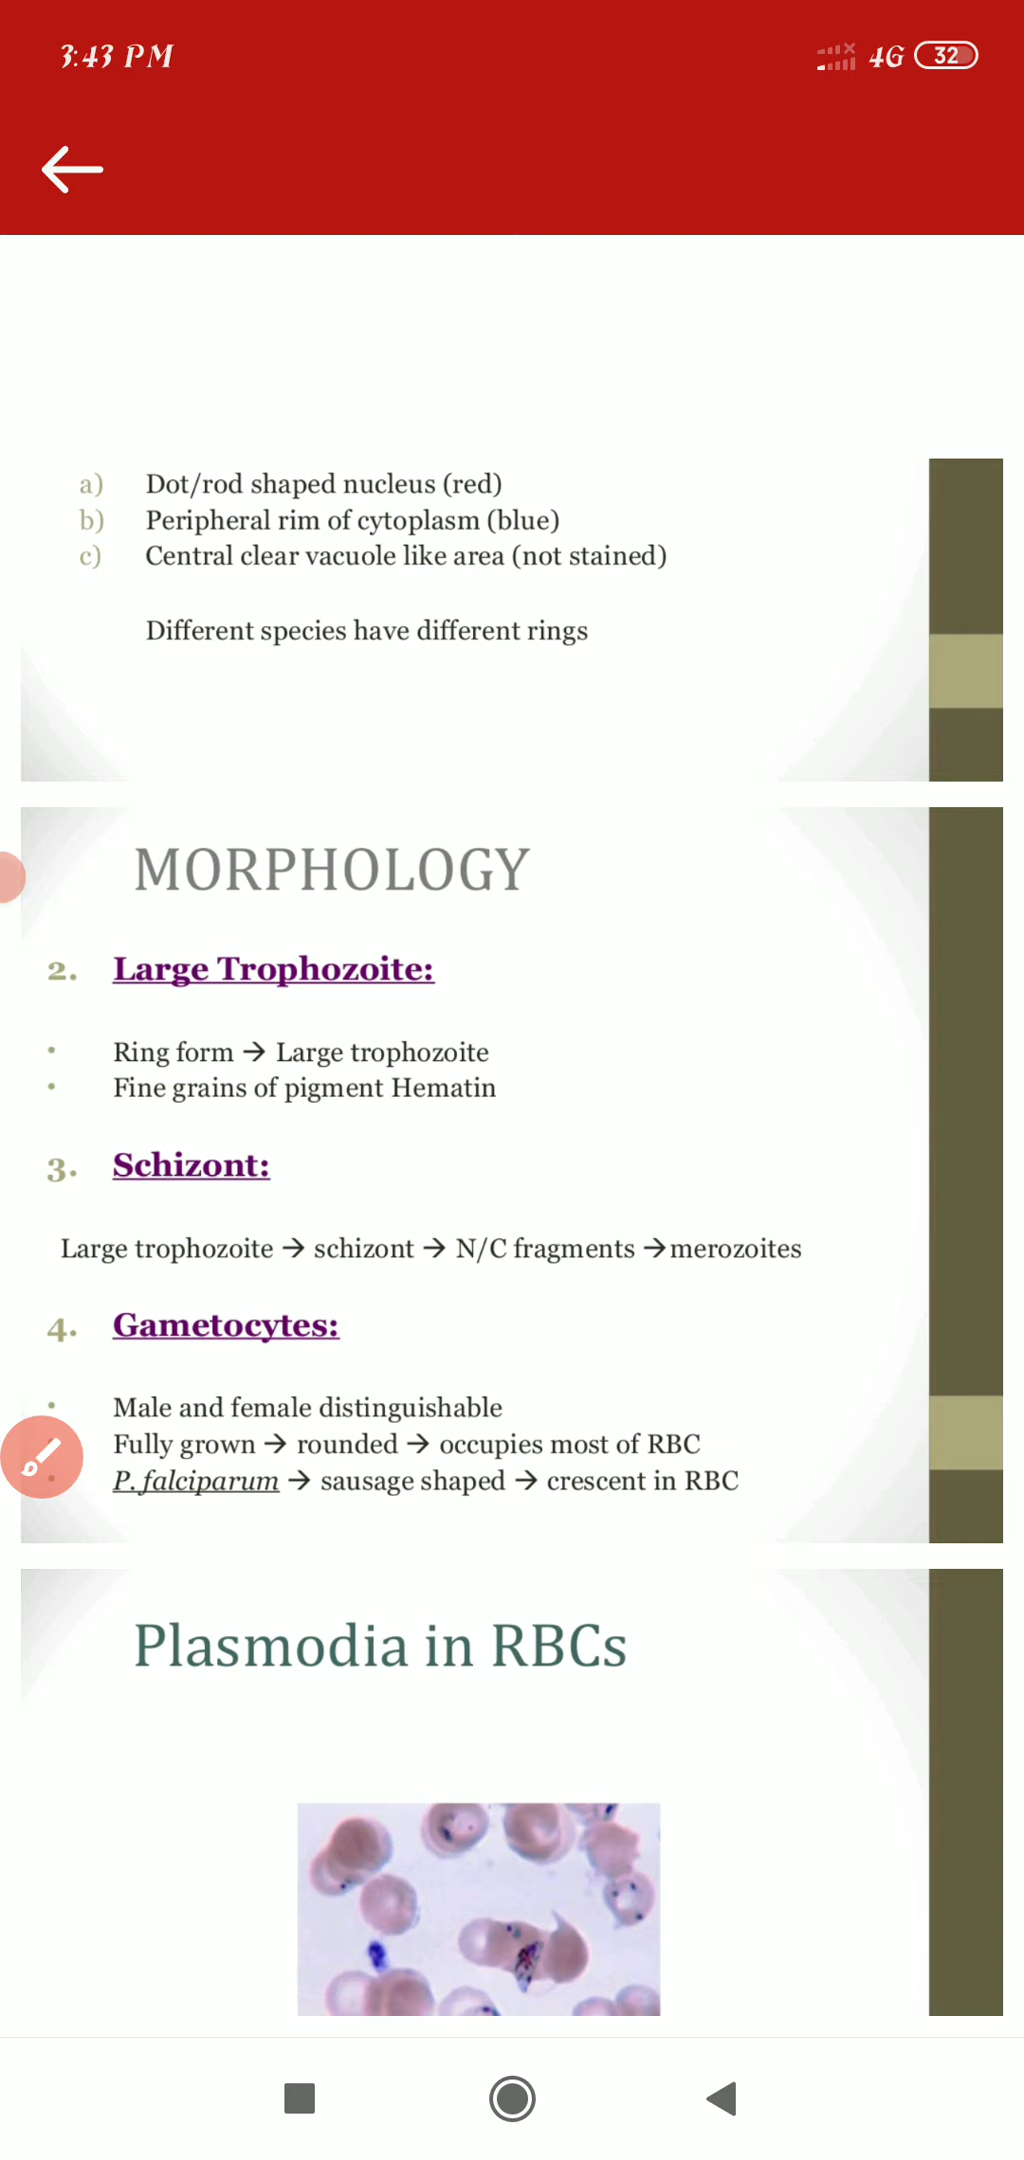 3:43 PM 4G 32
a) Dot/rod shaped nucleus (red)
b) Peripheral rim of cytoplasm (blue)
c) Central clear vacuole like area (not stained)
Different species have different rings
MORPHOLOGY
2. Large Trophozoite:
• Ring form → Large trophozoite
• Fine grains of pigment Hematin
3. Schizont:
Large trophozoite → schizont → N/C fragments →merozoites
4. Gametocytes:
• Male and female distinguishable
Fully grown → rounded → occupies most of RBC
• P. falciparum → sausage shaped → crescent in RBC
Plasmodia in RBCs